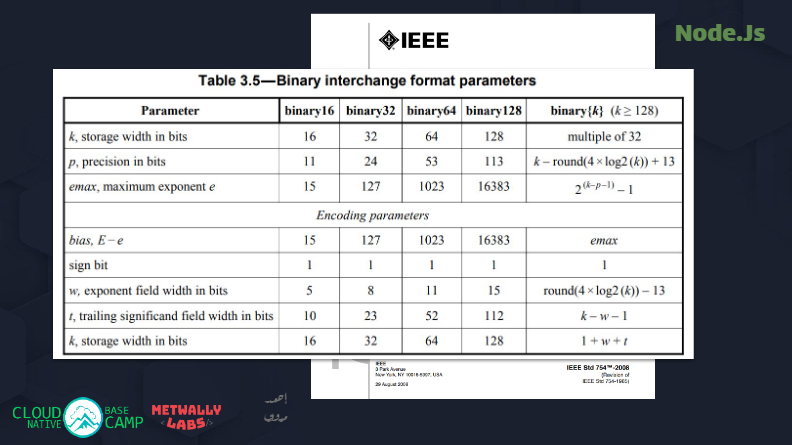 IEEE
Node.Js
Table 3.5—Binary interchange format parameters
Parameter binary16 binary32 binary64 binary128 binary{k} (k ≥ 128)
k, storage width in bits 16 32 64 128 multiple of 32
p, precision in bits 11 24 53 113 k – round(4 × log2 (k)) + 13
emax, maximum exponent e 15 127 1023 16383 2^(k–p–1) – 1
Encoding parameters
bias, E – e 15 127 1023 16383 emax
sign bit 1 1 1 1 1
w, exponent field width in bits 5 8 11 15 round(4 × log2 (k)) – 13
t, trailing significand field width in bits 10 23 52 112 k – w – 1
k, storage width in bits 16 32 64 128 1 + w + t
IEEE
3 Park Avenue
New York, NY 10016-5997, USA
29 August 2008
IEEE Std 754™-2008
(Revision of
IEEE Std 754-1985)
CLOUD NATIVE BASE CAMP
METWALLY
<LABS/>